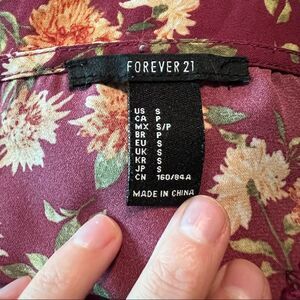 FOREVER 21
US S
CA P
MX S/P
BR P
EU S
UK S
KR S
JP S
CN 160/84A
MADE IN CHINA